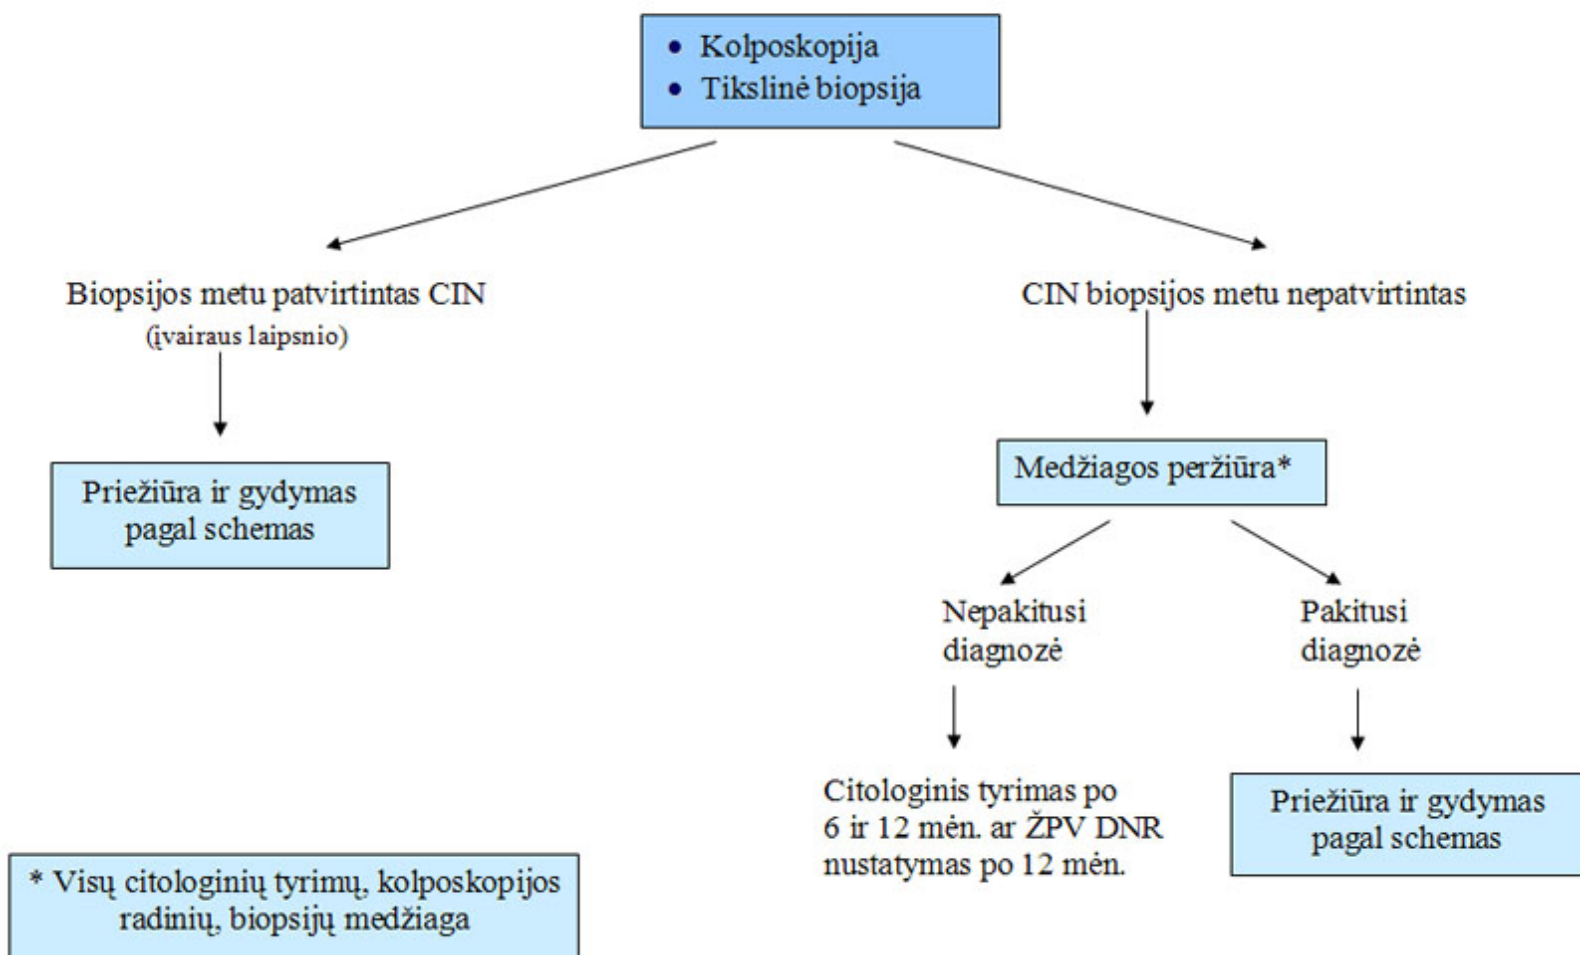 • Kolposkopija
• Tikslinė biopsija
Biopsijos metu patvirtintas CIN
(įvairaus laipsnio)
Priežiūra ir gydymas
pagal schemas
CIN biopsijos metu nepatvirtintas
Medžiagos peržiūra*
Nepakitusi
diagnozė
Citologinis tyrimas po
6 ir 12 mėn. ar ŽPV DNR
nustatymas po 12 mėn.
Pakitusi
diagnozė
Priežiūra ir gydymas
pagal schemas
* Visų citologinių tyrimų, kolposkopijos
radinių, biopsijų medžiaga